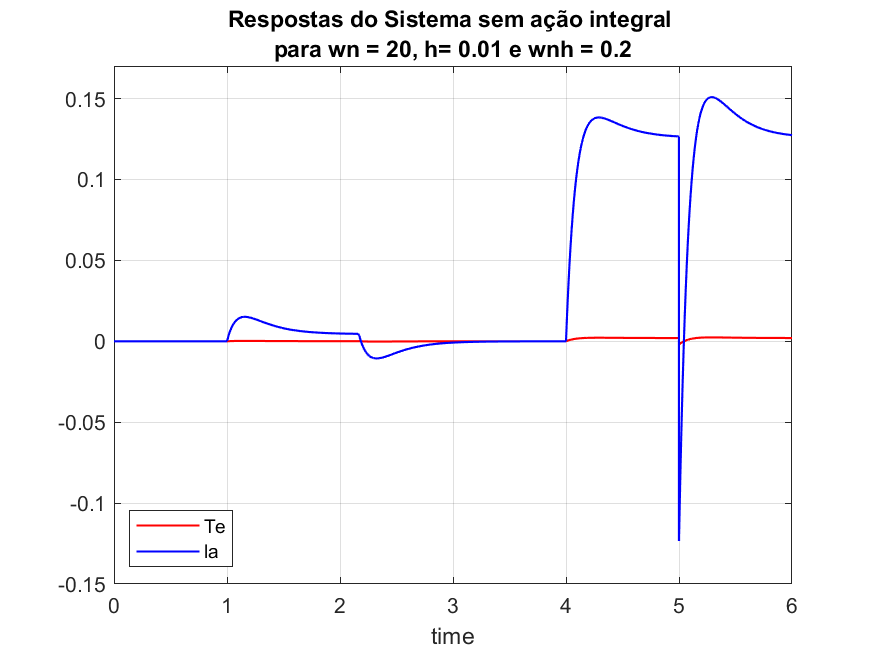 Respostas do Sistema sem ação integral
para wn = 20, h= 0.01 e wnh = 0.2
0.15
0.1
0.05
0
-0.05
-0.1
-0.15
Te
Ia
0 1 2 3 4 5 6
time